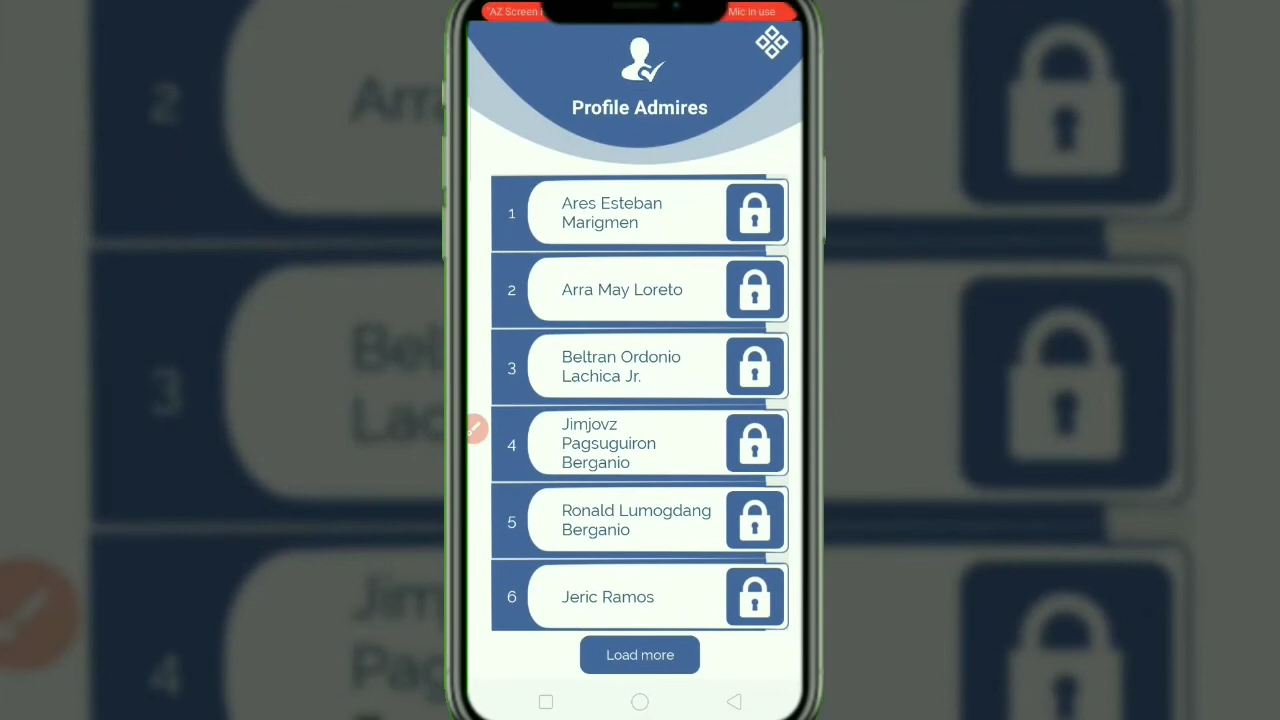 "AZ Screen
Mic in use
Profile Admires
1
Ares Esteban
Marigmen
2
Arra May Loreto
3
Beltran Ordonio
Lachica Jr.
4
Jimjovz
Pagsuguiron
Berganio
5
Ronald Lumogdang
Berganio
6
Jeric Ramos
Load more